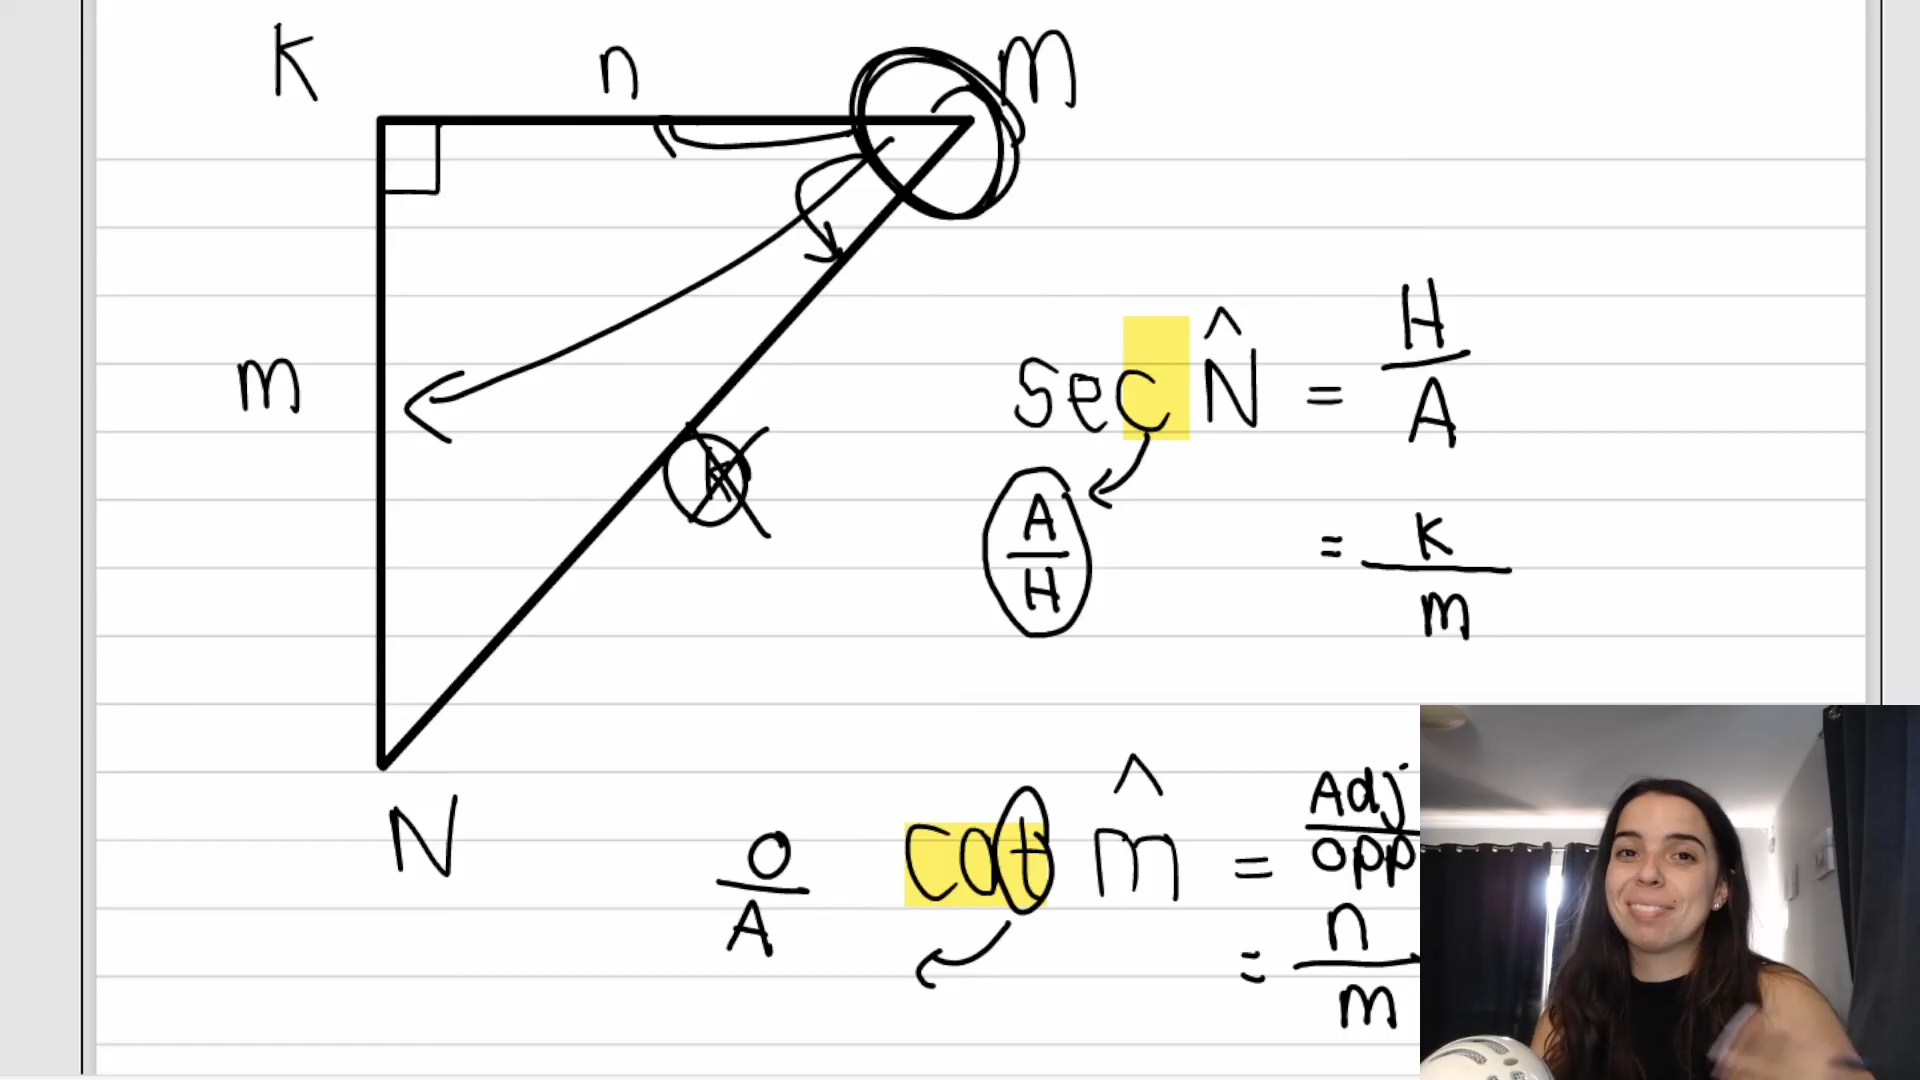 K n M
m
k
sec N̂ = H/A
A/H
= k/m
O/A cot m̂ = Adj/opp
= n/m
N